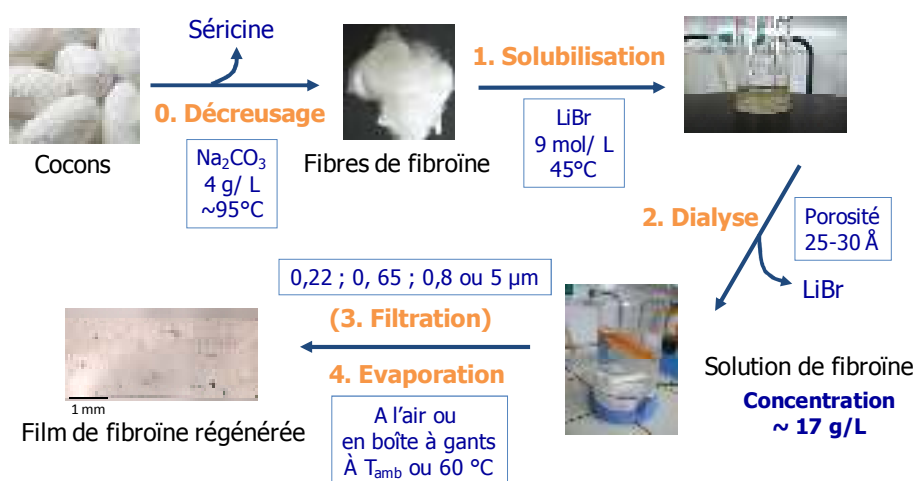 Séricine
0. Décreusage
Cocons
Na₂CO₃
4 g/ L
~95°C
Fibres de fibroïne
1. Solubilisation
LiBr
9 mol/ L
45°C
2. Dialyse
Porosité
25-30 Å
LiBr
Solution de fibroïne
Concentration
~ 17 g/L
0,22 ; 0, 65 ; 0,8 ou 5 µm
(3. Filtration)
4. Evaporation
A l’air ou
en boîte à gants
À Tamb ou 60 °C
1 mm
Film de fibroïne régénérée